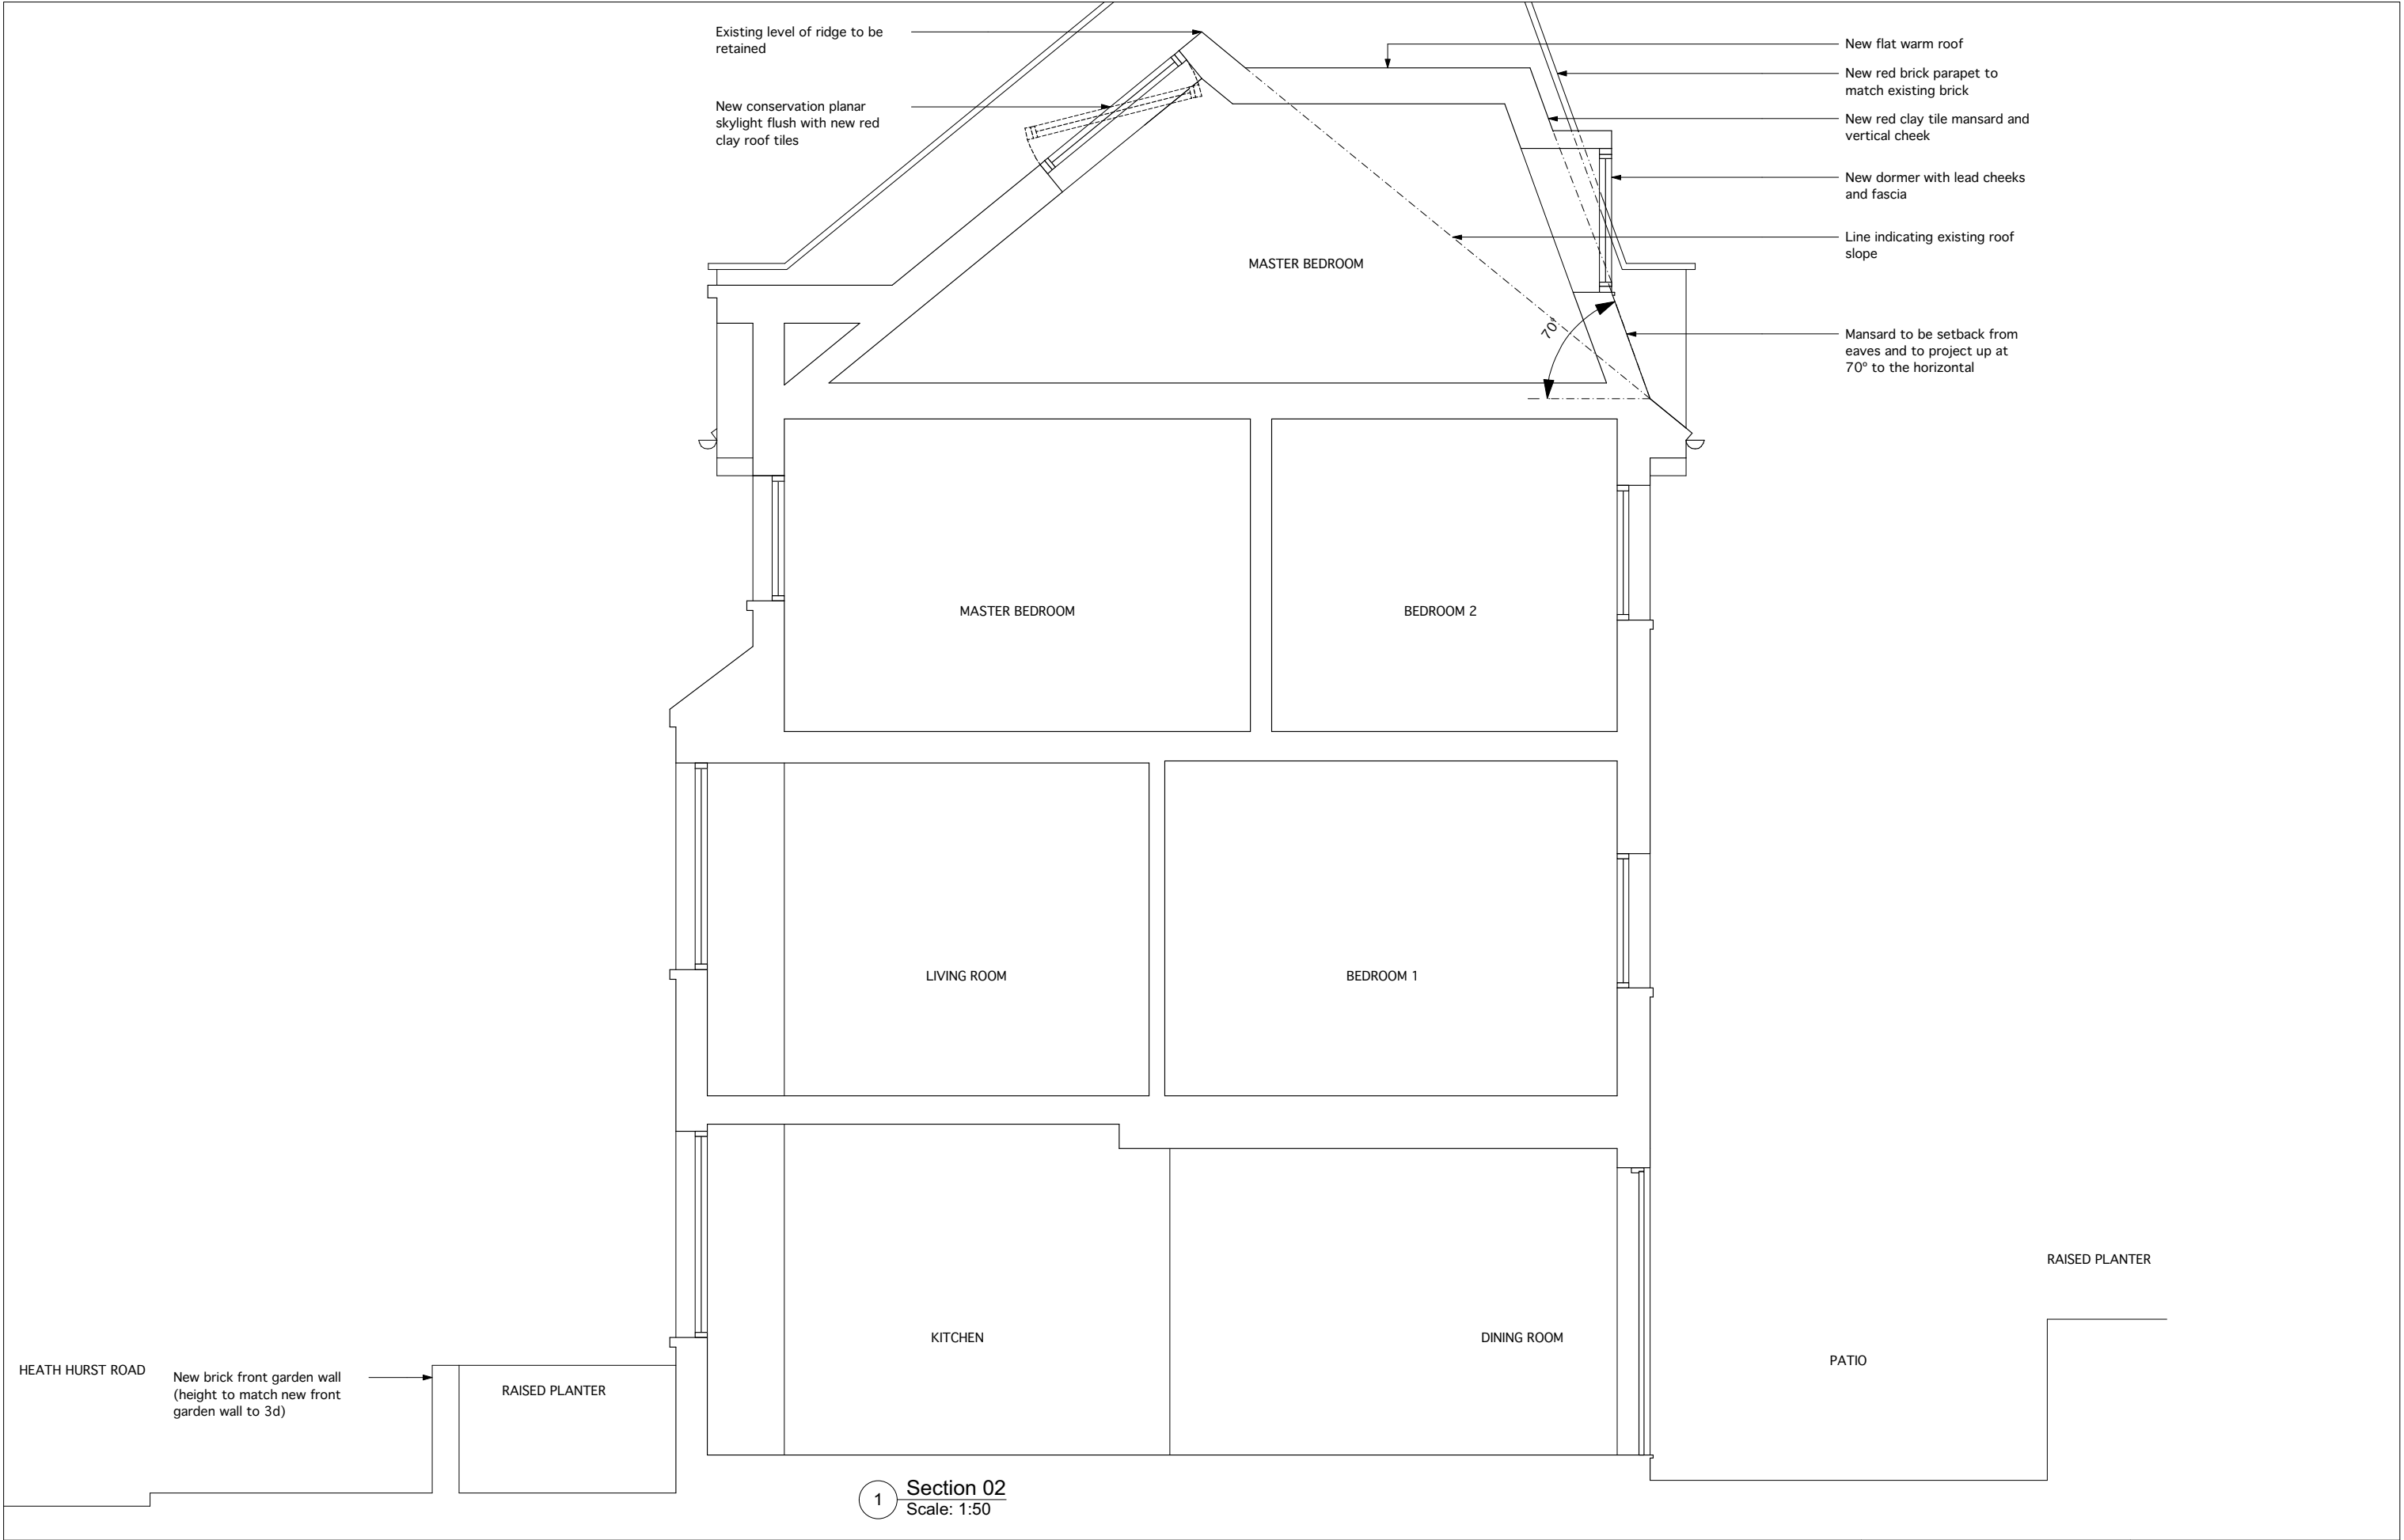 Existing level of ridge to be
retained
New conservation planar
skylight flush with new red
clay roof tiles
New flat warm roof
New red brick parapet to
match existing brick
New red clay tile mansard and
vertical cheek
New dormer with lead cheeks
and fascia
Line indicating existing roof
slope
Mansard to be setback from
eaves and to project up at
70° to the horizontal
MASTER BEDROOM
70°
MASTER BEDROOM
BEDROOM 2
LIVING ROOM
BEDROOM 1
KITCHEN
DINING ROOM
PATIO
RAISED PLANTER
HEATH HURST ROAD
New brick front garden wall
(height to match new front
garden wall to 3d)
RAISED PLANTER
1
Section 02
Scale: 1:50